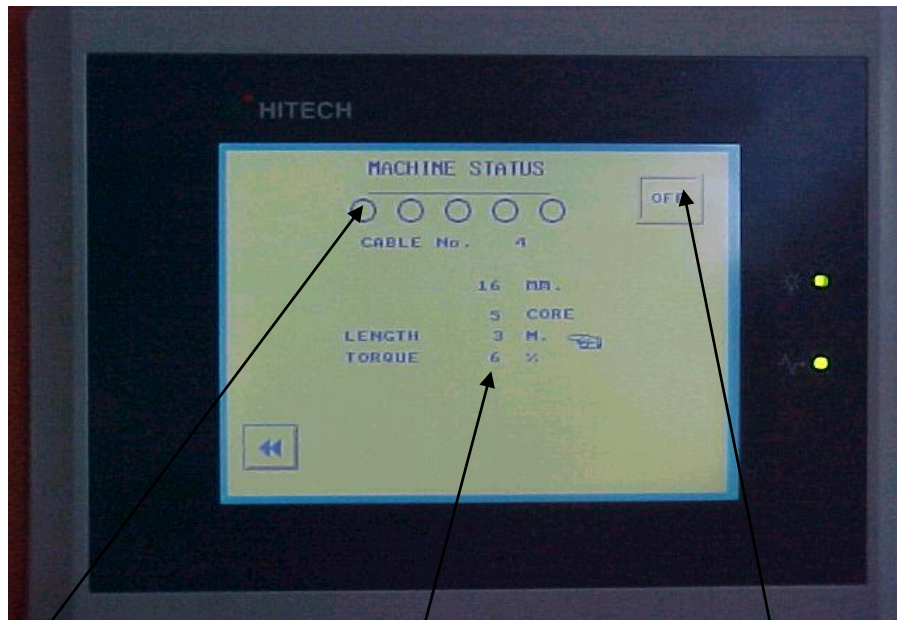 HITECH
MACHINE STATUS
OFF
CABLE No. 4
16 MM.
5 CORE
LENGTH 3 M.
TORQUE 6 %